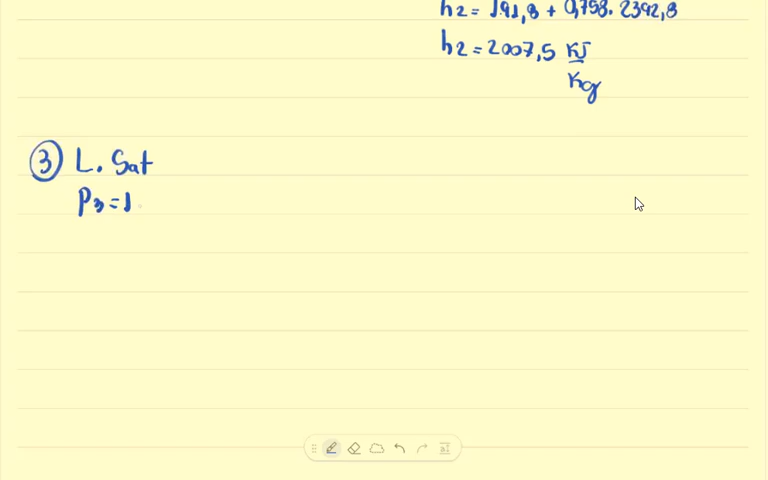 h2 = 191,8 + 0,758. 2392,8
h2 = 2007,5 KJ
Kg
3 L. Sat
P3 = 1